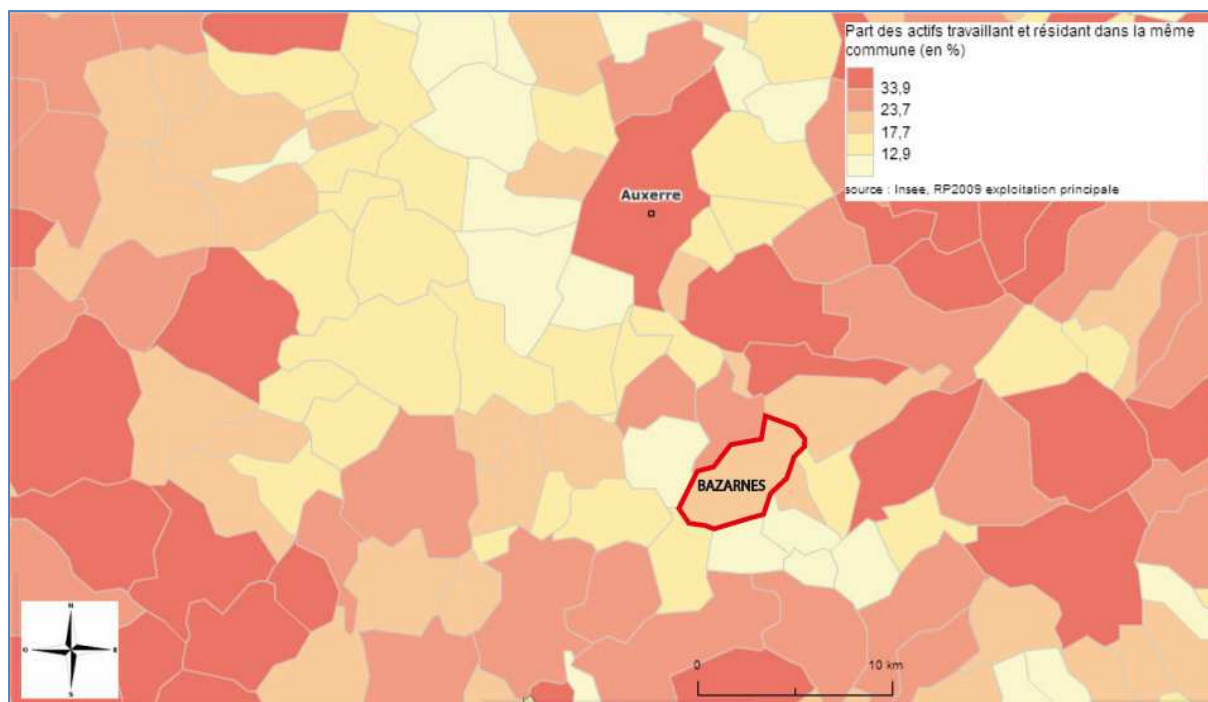 Part des actifs travaillant et résidant dans la même
commune (en %)
33,9
23,7
17,7
12,9
source : Insee, RP2009 exploitation principale
Auxerre
BAZARNES
N
O
E
S
0
10 km